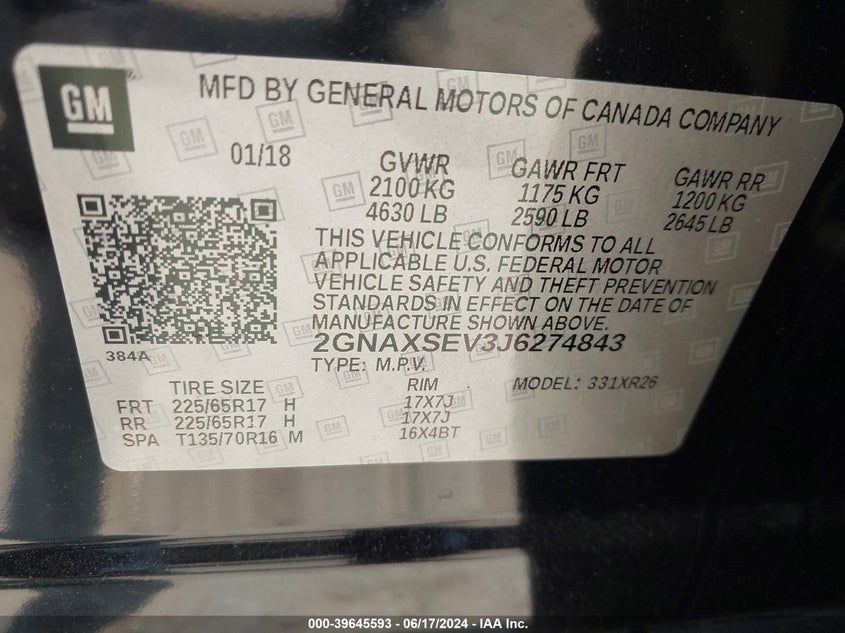 GM
MFD BY GENERAL MOTORS OF CANADA COMPANY
01/18
GVWR GAWR FRT GAWR RR
2100 KG 1175 KG 1200 KG
4630 LB 2590 LB 2645 LB
THIS VEHICLE CONFORMS TO ALL
APPLICABLE U.S. FEDERAL MOTOR
VEHICLE SAFETY AND THEFT PREVENTION
STANDARDS IN EFFECT ON THE DATE OF
MANUFACTURE SHOWN ABOVE.
2GNAXSEV3J6274843
384A
TYPE: M.P.V.
TIRE SIZE RIM MODEL: 331XR26
FRT 225/65R17 H 17X7J
RR 225/65R17 H 17X7J
SPA T135/70R16 M 16X4BT
000-39645593 / 06/17/2024 - IAA Inc.